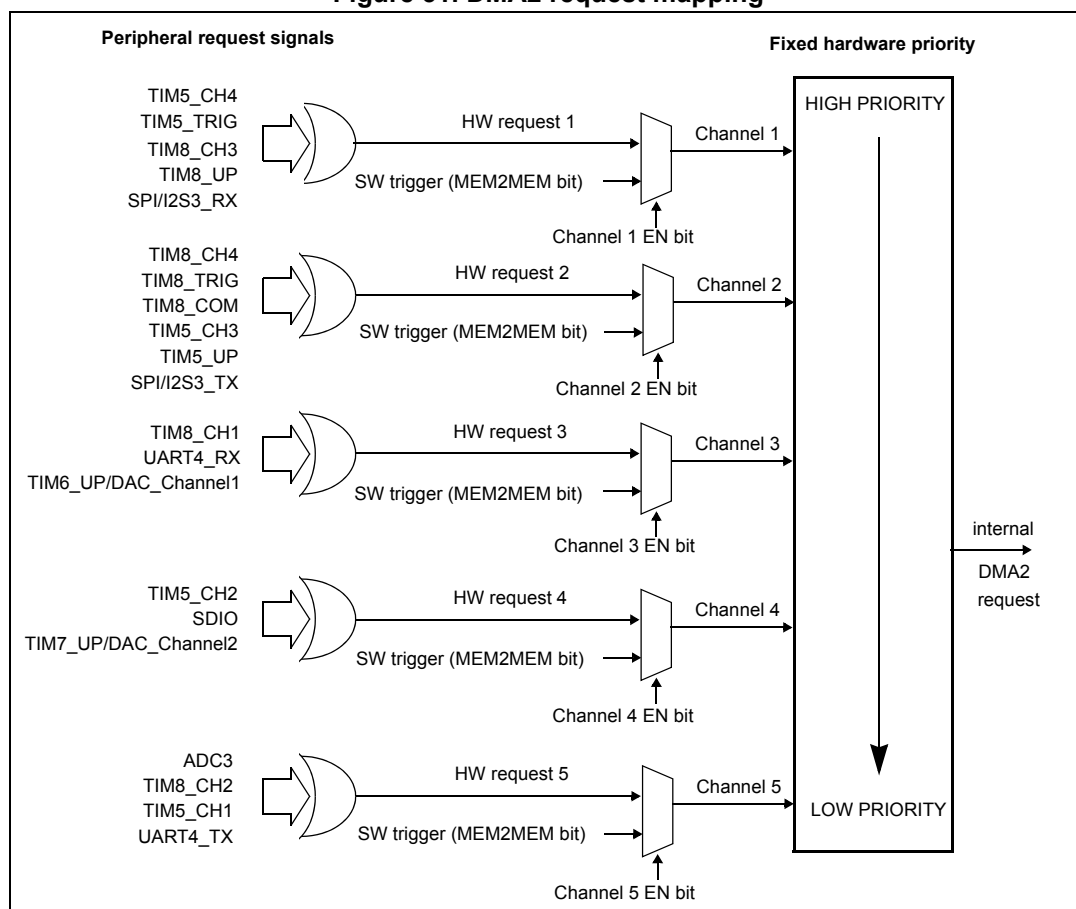 Figure DMA2 request mapping
Peripheral request signals
Fixed hardware priority
TIM5_CH4
TIM5_TRIG
TIM8_CH3
TIM8_UP
SPI/I2S3_RX
HW request 1
SW trigger (MEM2MEM bit)
Channel 1
Channel 1 EN bit
HIGH PRIORITY
TIM8_CH4
TIM8_TRIG
TIM8_COM
TIM5_CH3
TIM5_UP
SPI/I2S3_TX
HW request 2
SW trigger (MEM2MEM bit)
Channel 2
Channel 2 EN bit
TIM8_CH1
UART4_RX
TIM6_UP/DAC_Channel1
HW request 3
SW trigger (MEM2MEM bit)
Channel 3
Channel 3 EN bit
internal
DMA2
request
TIM5_CH2
SDIO
TIM7_UP/DAC_Channel2
HW request 4
SW trigger (MEM2MEM bit)
Channel 4
Channel 4 EN bit
ADC3
TIM8_CH2
TIM5_CH1
UART4_TX
HW request 5
SW trigger (MEM2MEM bit)
Channel 5
Channel 5 EN bit
LOW PRIORITY